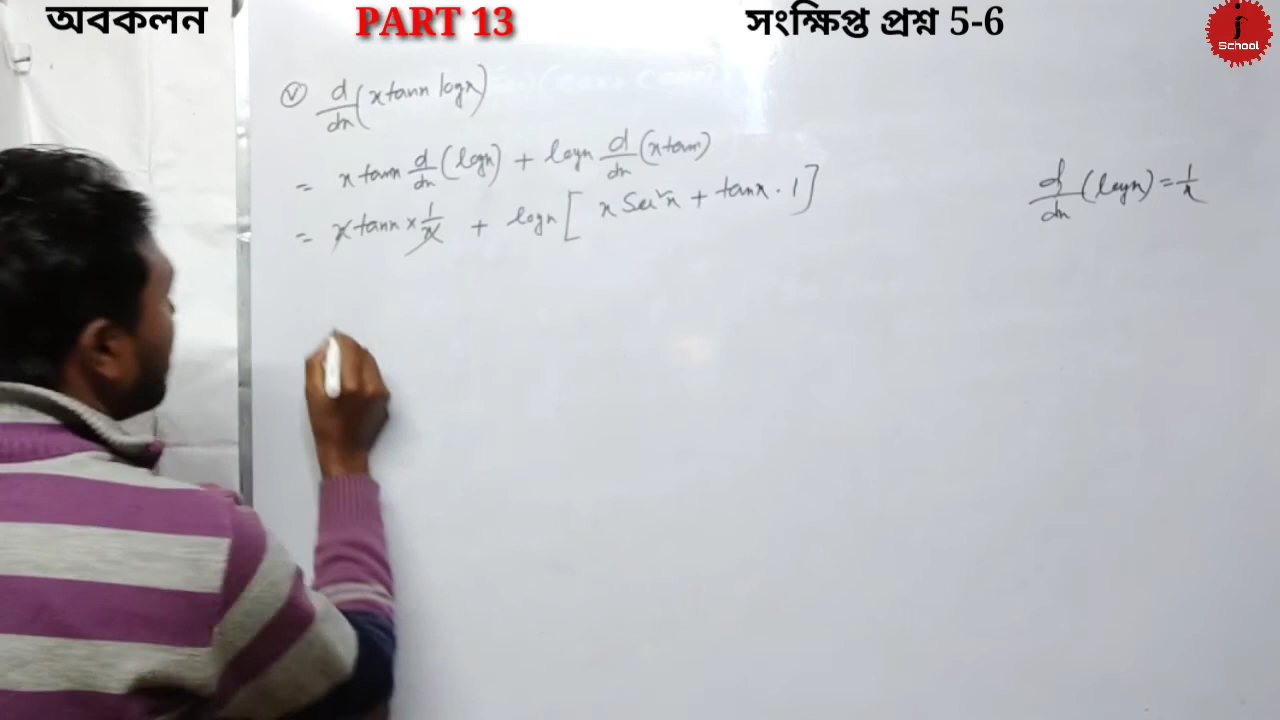 অবকলন PART 13 সংক্ষিপ্ত প্রশ্ন 5-6
School
(v) d/dx (x tanx logx)
= x tanx d/dx (logx) + logx d/dx (x tanx)
= x tanx × 1/x + logx [ x Sec²x + tanx . 1 ]
d/dx (logx) = 1/x